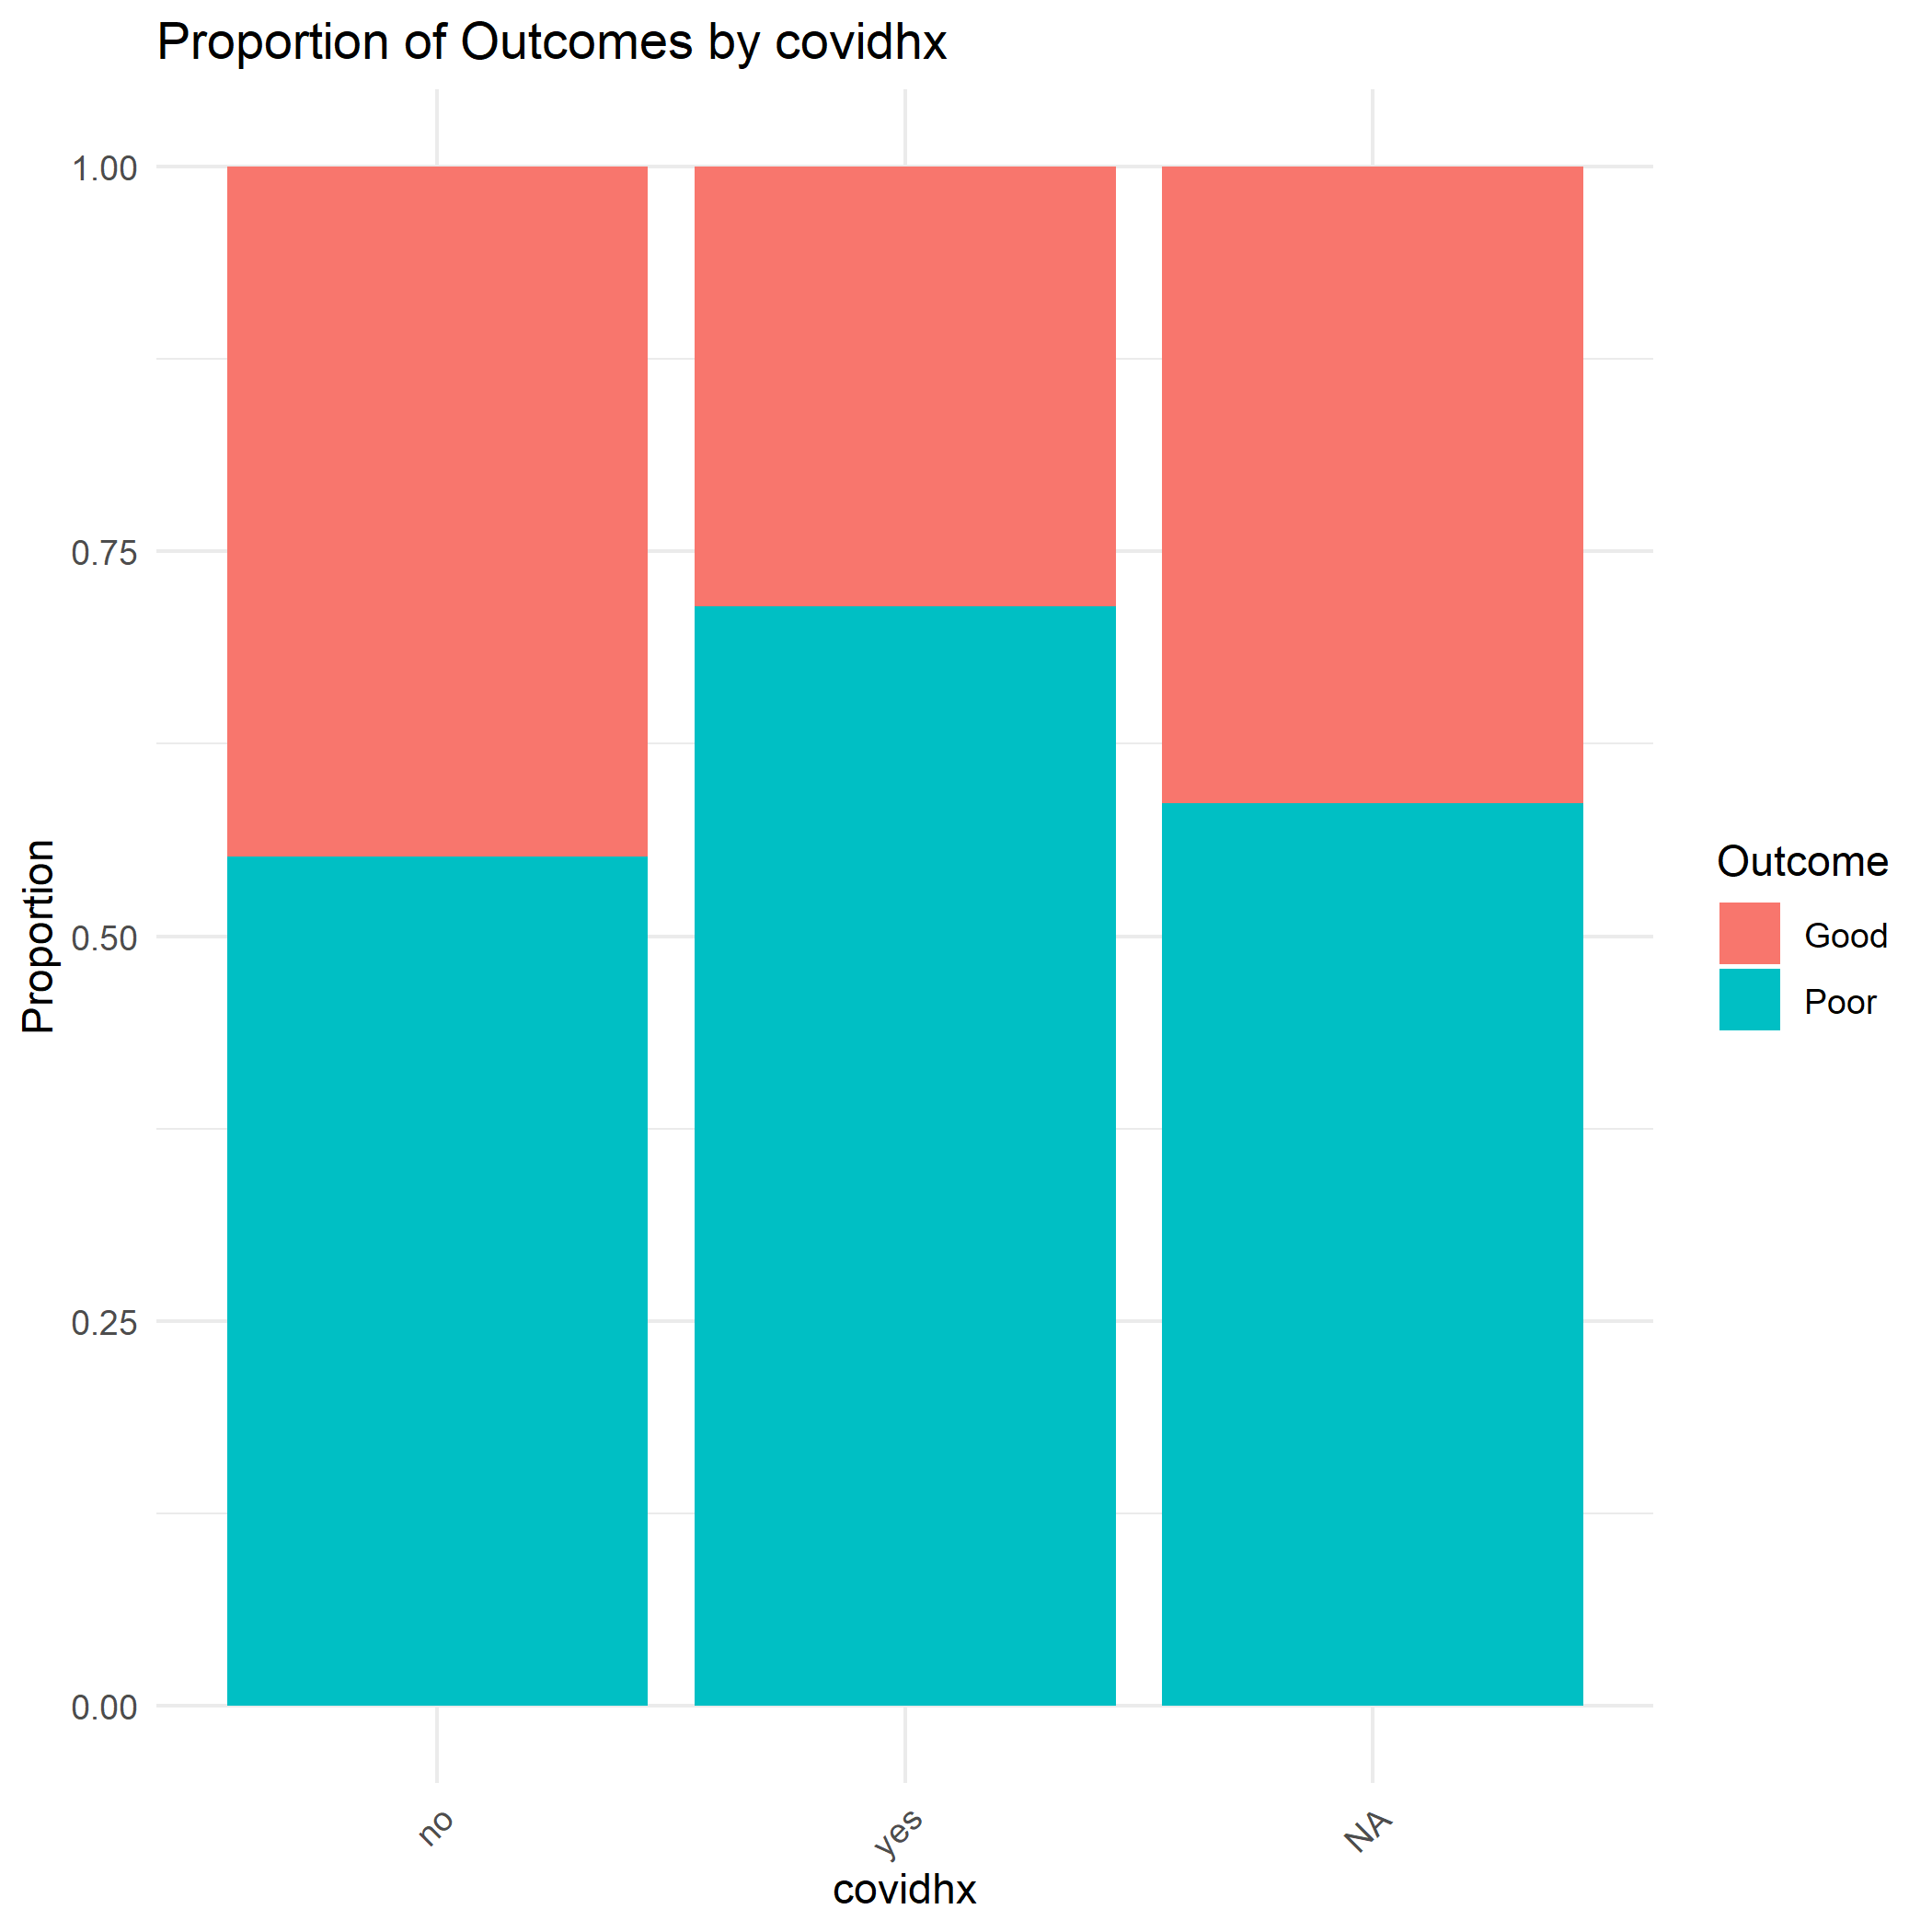 Proportion of Outcomes by covidhx
1.00
0.75
0.50
0.25
0.00
Proportion
no
yes
NA
covidhx
Outcome
Good
Poor